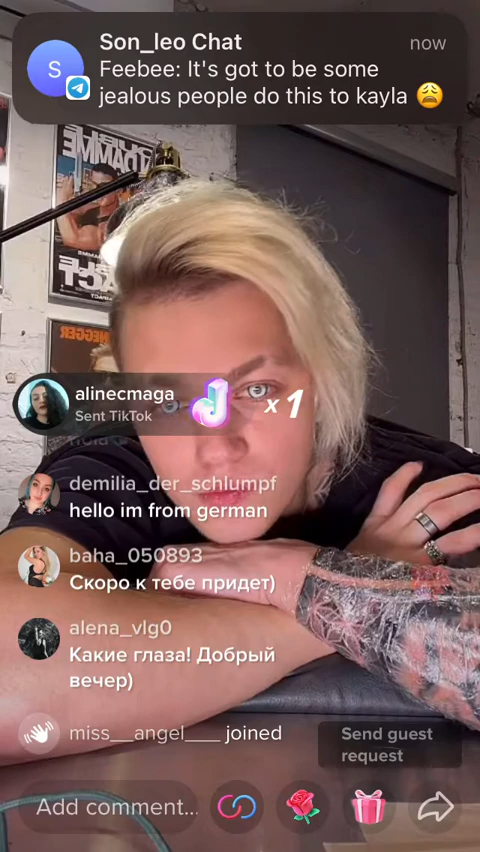 Son_leo Chat
now
Feebee: It's got to be some
jealous people do this to kayla 😩
S
alinecmaga
Sent TikTok
x 1
demilia_der_schlumpf
hello im from german
baha_050893
Скоро к тебе придет)
alena_vlg0
Какие глаза! Добрый
вечер)
miss__angel___ joined
Send guest
request
Add comment...